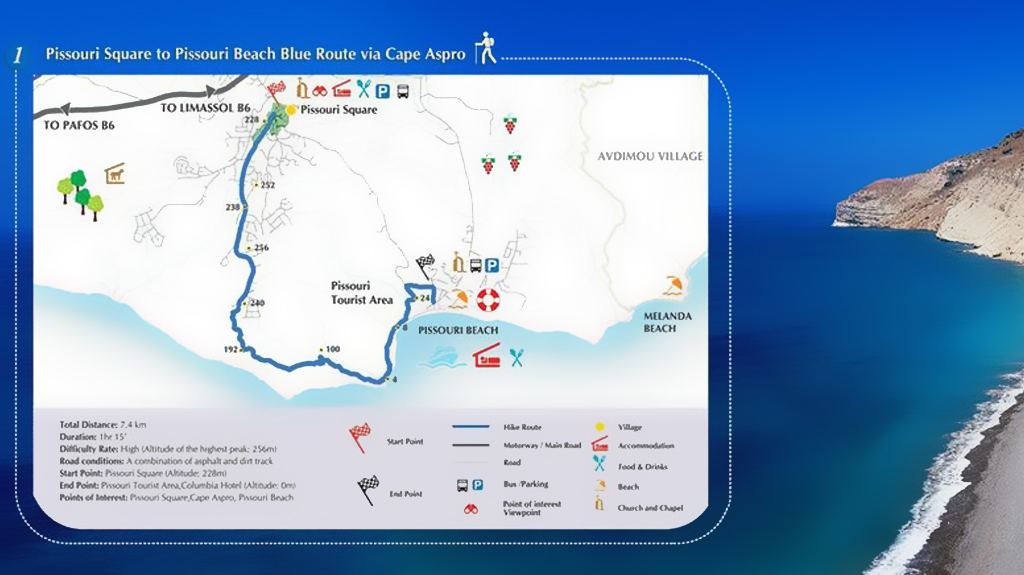 1 Pissouri Square to Pissouri Beach Blue Route via Cape Aspro
TO LIMASSOL B6
TO PAFOS B6
Pissouri Square
228
252
238
256
240
192
100
4
8
24
AVDIMOU VILLAGE
Pissouri
Tourist Area
PISSOURI BEACH
MELANDA
BEACH
Total Distance: 7.4 km
Duration: 1hr 15'
Difficulty Rate: High (Altitude of the highest peak: 256m)
Road conditions: A combination of asphalt and dirt track
Start Point: Pissouri Square (Altitude: 228m)
End Point: Pissouri Tourist Area,Columbia Hotel (Altitude: 0m)
Points of Interest: Pissouri Square,Cape Aspro, Pissouri Beach
Start Point
End Point
Hike Route
Motorway / Main Road
Road
Bus /Parking
Point of interest
Viewpoint
Village
Accommodation
Food & Drinks
Beach
Church and Chapel
P
P
P